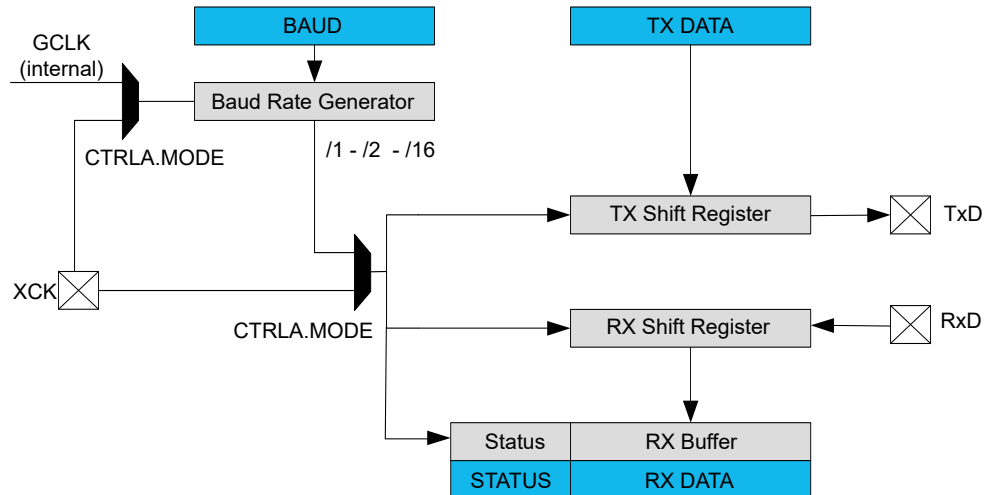 BAUD
TX DATA
GCLK
(internal)
Baud Rate Generator
CTRLA.MODE
/1 - /2 - /16
TX Shift Register
TxD
XCK
CTRLA.MODE
RX Shift Register
RxD
Status
RX Buffer
STATUS
RX DATA